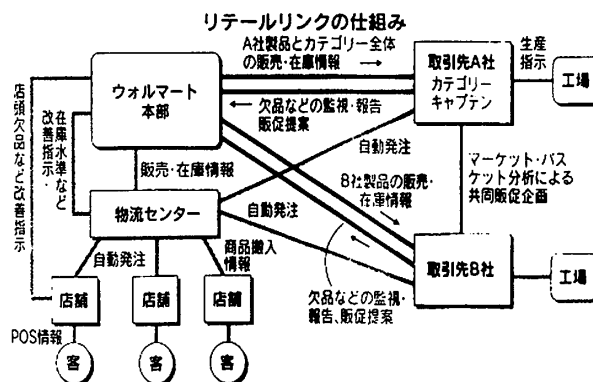 リテールリンクの仕組み
A社製品とカテゴリー全体
の販売・在庫情報
ウォルマート
本部
取引先A社
カテゴリー
キャプテン
生産
指示
工場
欠品などの監視・報告
販促提案
店頭欠品など改善指示
在庫水準など
改善指示・
販売・在庫情報
自動発注
マーケット・バス
ケット分析による
共同販促企画
B社製品の販売・
在庫情報
物流センター
自動発注
自動発注
商品搬入
情報
取引先B社
工場
店舗
店舗
店舗
欠品などの監視・
報告、販促提案
POS情報
客
客
客